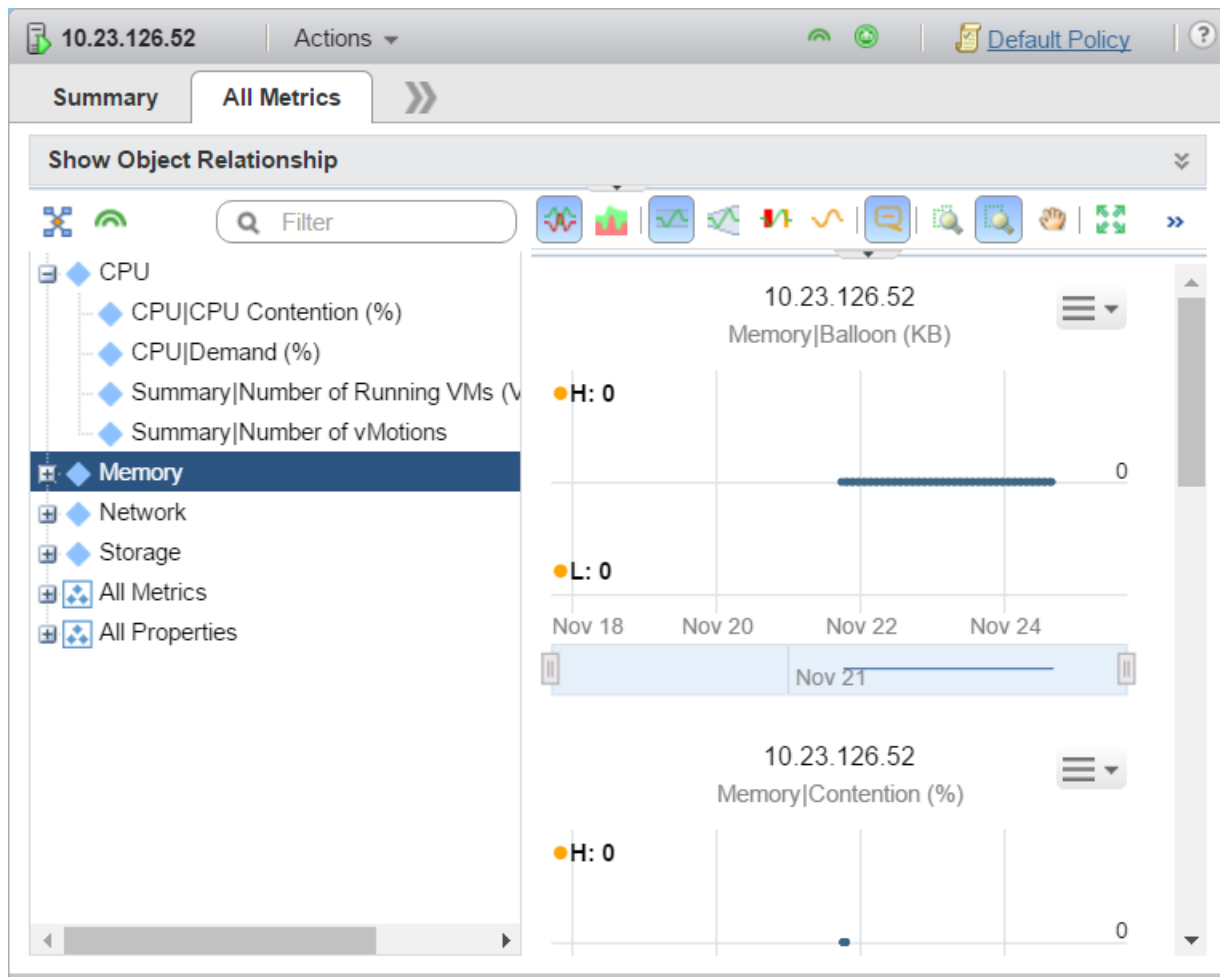 10.23.126.52 Actions Default Policy ?
Summary All Metrics
Show Object Relationship
Filter
CPU
CPU|CPU Contention (%)
CPU|Demand (%)
Summary|Number of Running VMs (V
Summary|Number of vMotions
Memory
Network
Storage
All Metrics
All Properties
10.23.126.52
Memory|Balloon (KB)
H: 0
0
L: 0
Nov 18 Nov 20 Nov 22 Nov 24
Nov 21
10.23.126.52
Memory|Contention (%)
H: 0
0